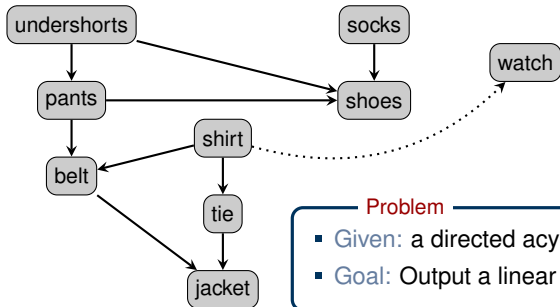 undershorts
socks
watch
pants
shoes
shirt
belt
tie
jacket
Problem
▪ Given: a directed acy
▪ Goal: Output a linear